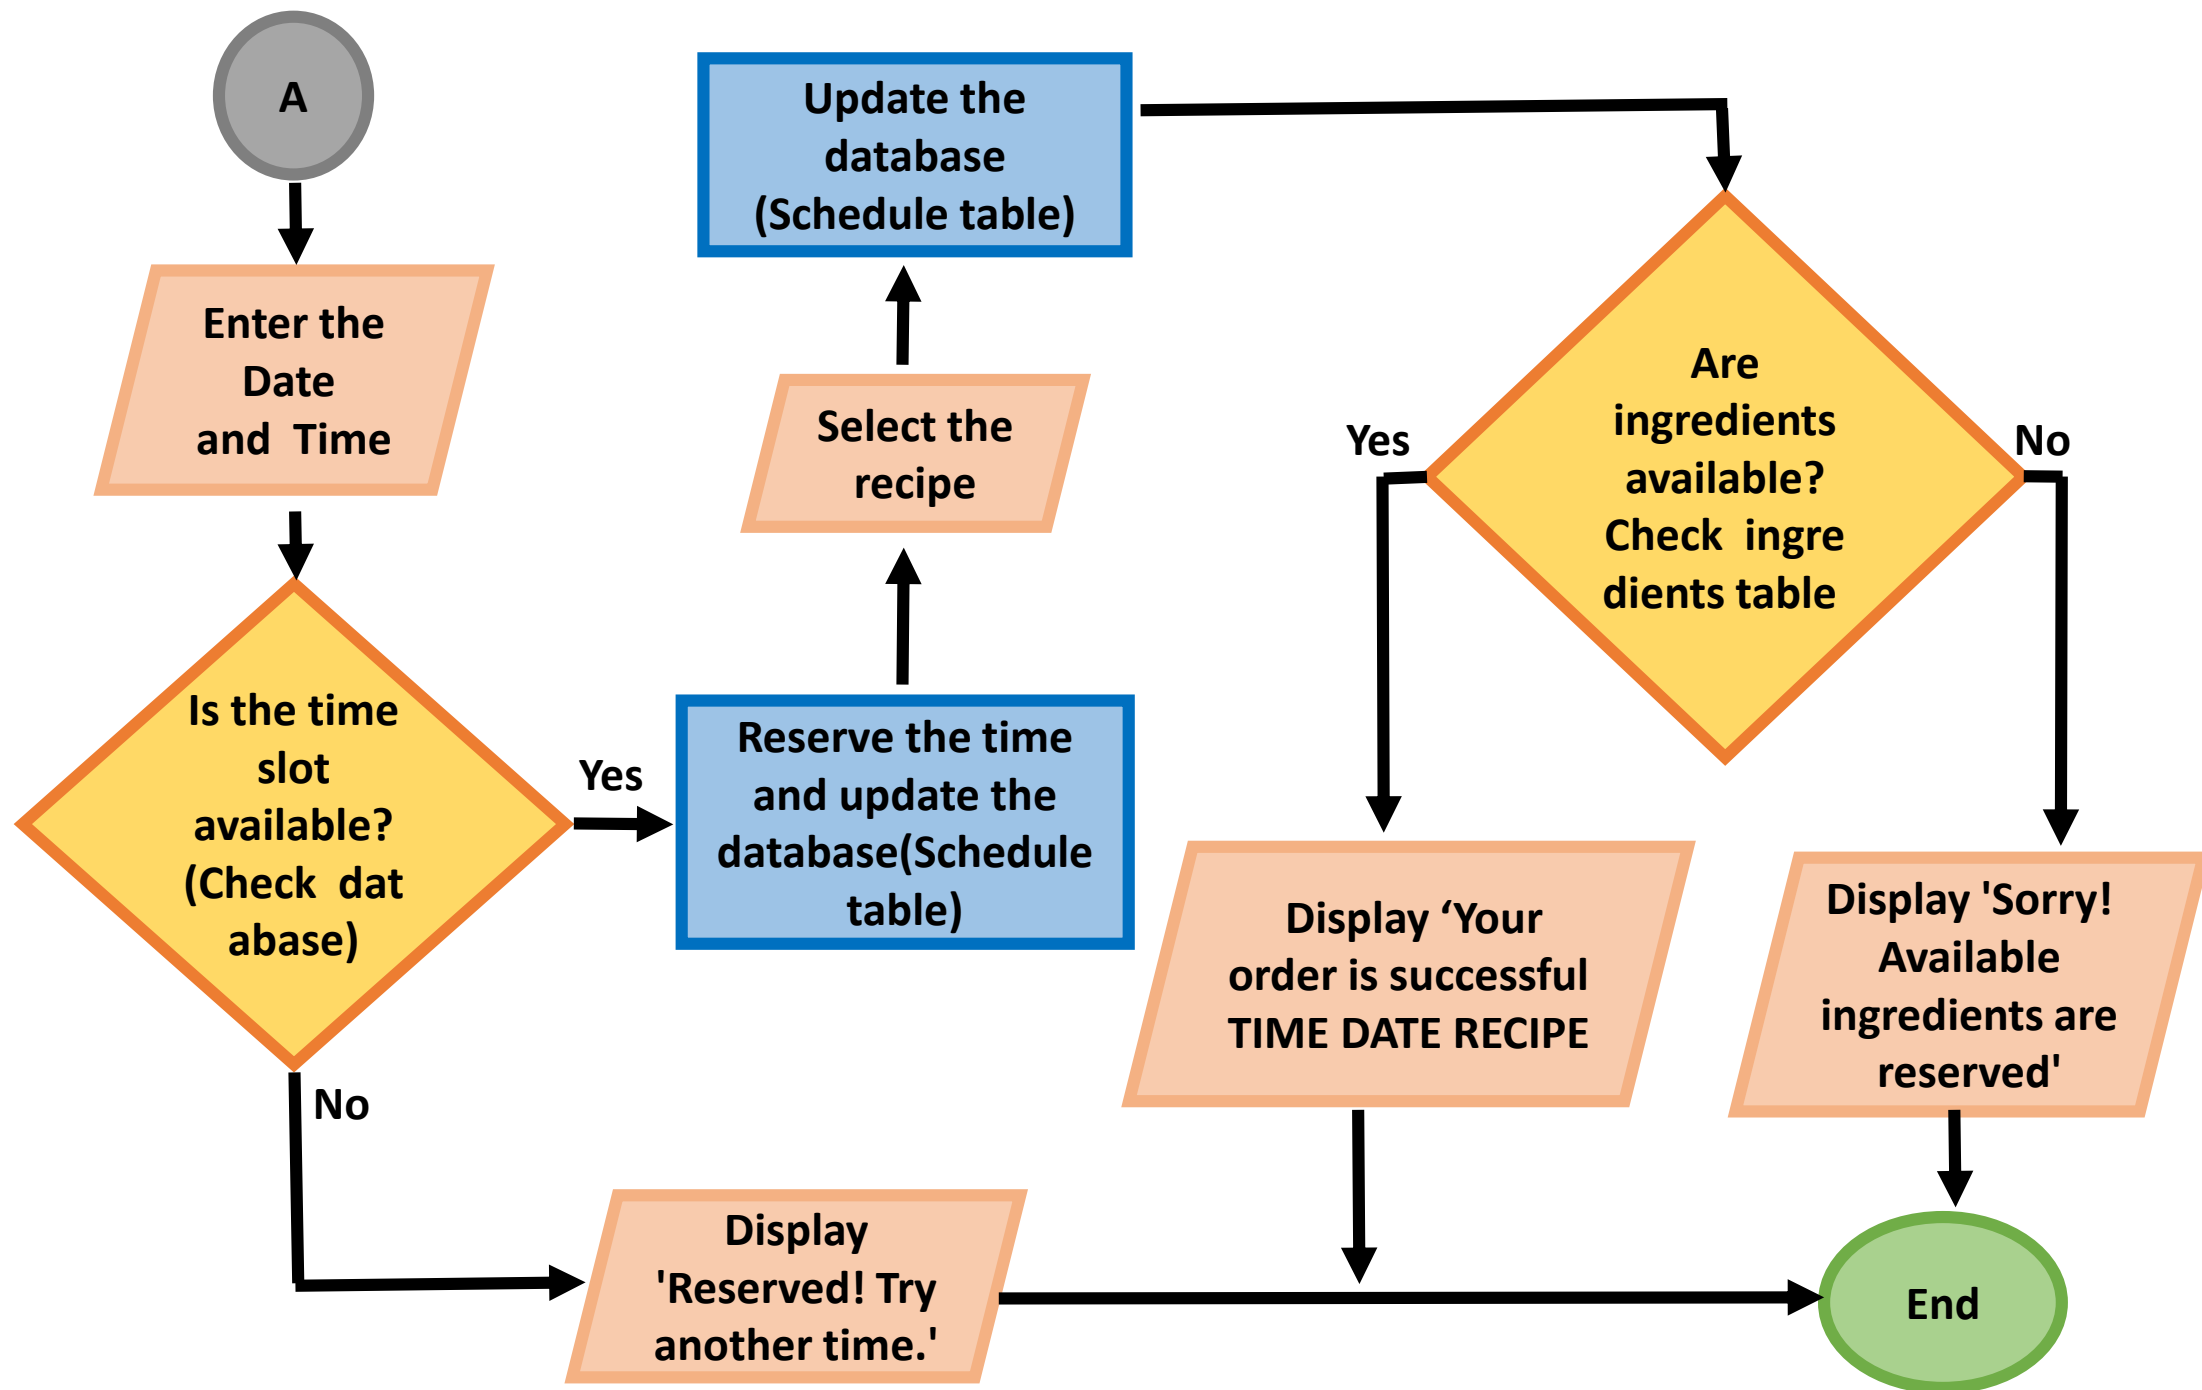 A
Enter the
Date
and  Time
Is the time
slot
available?
(Check  dat
abase)
Yes
No
Reserve the time
and update the
database(Schedule
table)
Select the
recipe
Update the
database
(Schedule table)
Are
ingredients
available?
Check  ingre
dients table
Yes
No
Display ‘Your
order is successful
TIME DATE RECIPE
Display 'Sorry!
Available
ingredients are
reserved'
Display
'Reserved! Try
another time.'
End